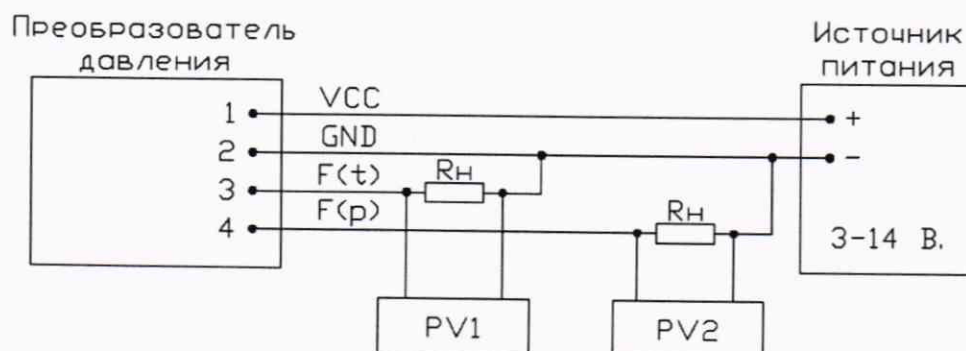 Преобразователь
давления
Источник
питания
1
VCC
+
2
GND
-
3
F(t)
Rн
4
F(p)
Rн
3-14 В.
PV1
PV2